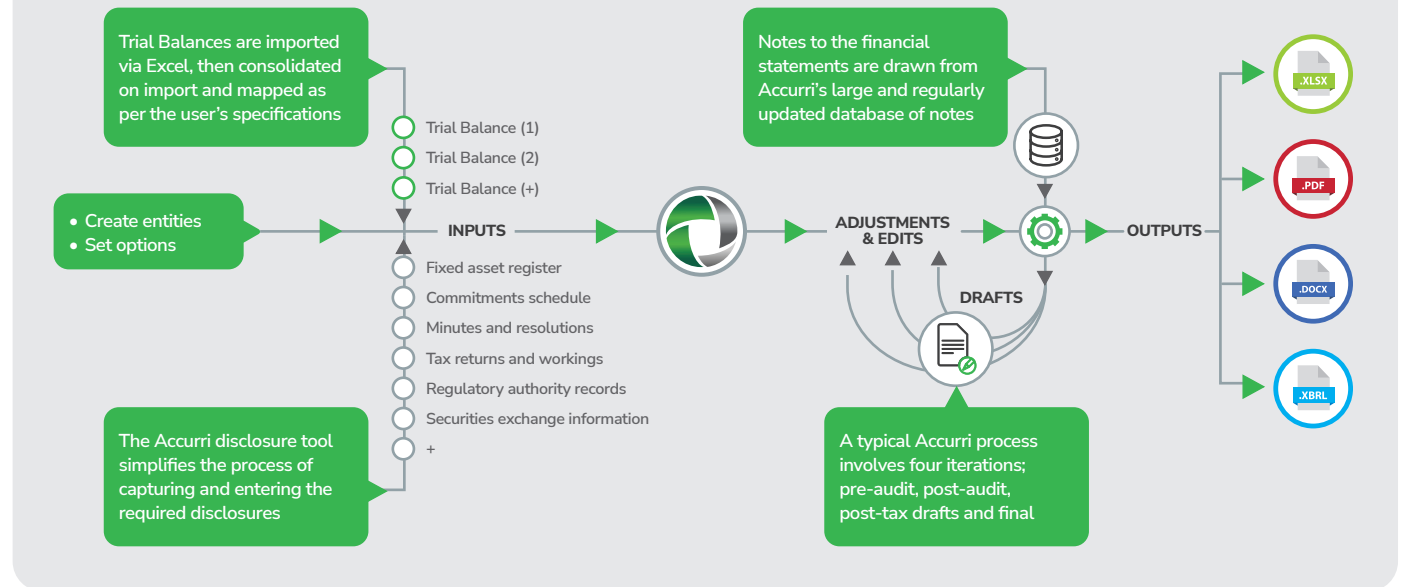 Trial Balances are imported
via Excel, then consolidated
on import and mapped as
per the user's specifications
Trial Balance (1)
Trial Balance (2)
Trial Balance (+)
• Create entities
• Set options
INPUTS
Fixed asset register
Commitments schedule
Minutes and resolutions
Tax returns and workings
Regulatory authority records
Securities exchange information
+
The Accurri disclosure tool
simplifies the process of
capturing and entering the
required disclosures
Notes to the financial
statements are drawn from
Accurri's large and regularly
updated database of notes
ADJUSTMENTS
& EDITS
DRAFTS
A typical Accurri process
involves four iterations;
pre-audit, post-audit,
post-tax drafts and final
OUTPUTS
.XLSX
.PDF
.DOCX
.XBRL